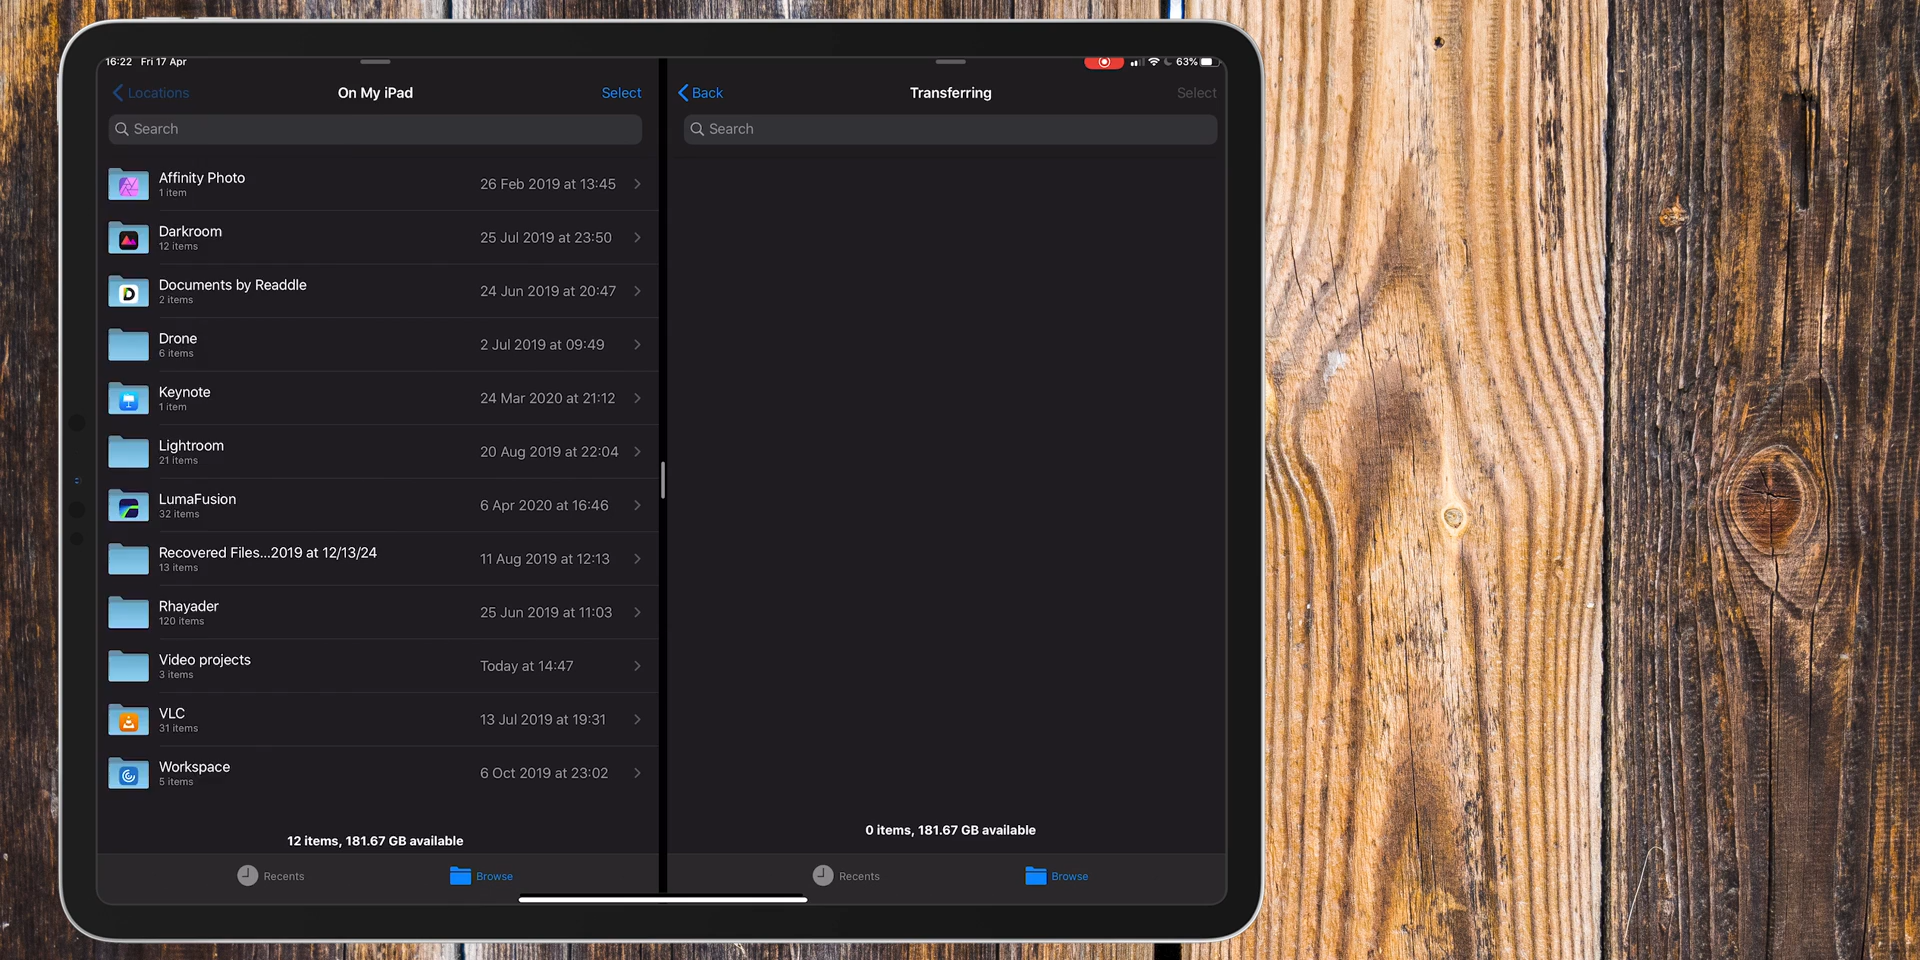 16:22 Fri 17 Apr
63%
Locations
On My iPad
Select
Search
Affinity Photo
1 item
26 Feb 2019 at 13:45
Darkroom
12 items
25 Jul 2019 at 23:50
Documents by Readdle
2 items
24 Jun 2019 at 20:47
Drone
6 items
2 Jul 2019 at 09:49
Keynote
1 item
24 Mar 2020 at 21:12
Lightroom
21 items
20 Aug 2019 at 22:04
LumaFusion
32 items
6 Apr 2020 at 16:46
Recovered Files...2019 at 12/13/24
13 items
11 Aug 2019 at 12:13
Rhayader
120 items
25 Jun 2019 at 11:03
Video projects
3 items
Today at 14:47
VLC
31 items
13 Jul 2019 at 19:31
Workspace
5 items
6 Oct 2019 at 23:02
12 items, 181.67 GB available
Recents
Browse
Back
Transferring
Select
Search
0 items, 181.67 GB available
Recents
Browse